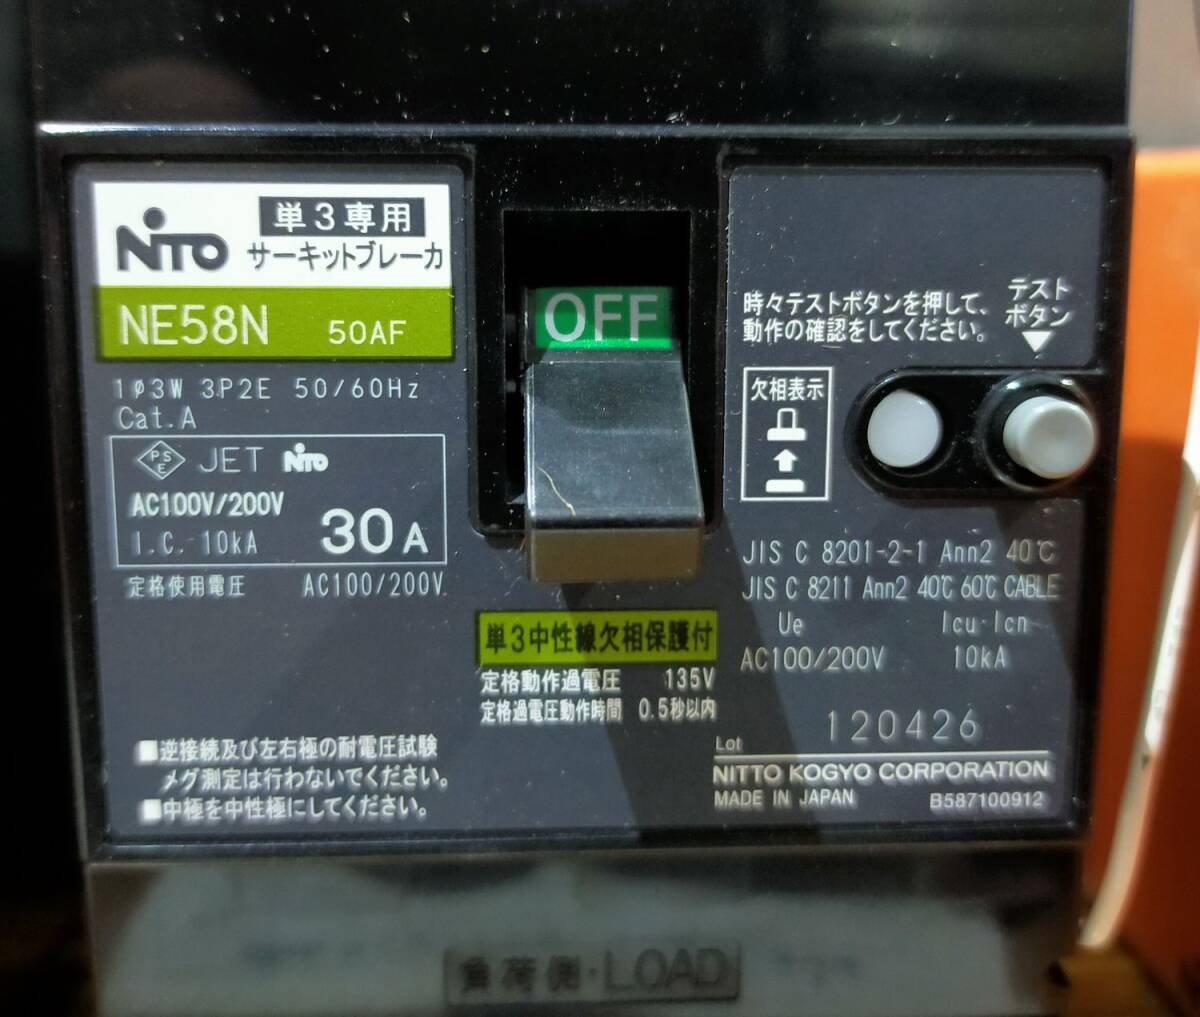 NITO
単3専用
サーキットブレーカ
NE58N 50AF
1φ3W 3P2E 50/60Hz
Cat.A
PS
E
JET NITO
AC100V/200V
I.C. 10kA 30A
定格使用電圧 AC100/200V
■逆接続及び左右極の耐電圧試験
メグ測定は行わないでください。
■中極を中性極にしてください。
OFF
単3中性線欠相保護付
定格動作過電圧 135V
定格過電圧動作時間 0.5秒以内
時々テストボタンを押して、
動作の確認をしてください。
テスト
ボタン
欠相表示
JIS C 8201-2-1 Ann2 40℃
JIS C 8211 Ann2 40℃ 60℃ CABLE
Ue Icu・Icn
AC100/200V 10kA
Lot 120426
NITTO KOGYO CORPORATION
MADE IN JAPAN B587100912
負荷側・LOAD